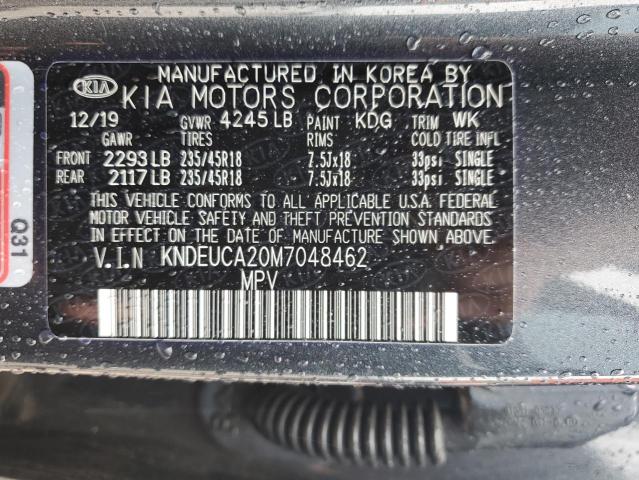 MANUFACTURED IN KOREA BY
KIA KIA MOTORS CORPORATION
12/19 GVWR 4245 LB PAINT KDG TRIM WK
GAWR TIRES RIMS COLD TIRE INFL
FRONT 2293 LB 235/45R18 7.5Jx18 33psi SINGLE
REAR 2117 LB 235/45R18 7.5Jx18 33psi SINGLE
THIS VEHICLE CONFORMS TO ALL APPLICABLE U.S.A. FEDERAL
MOTOR VEHICLE SAFETY AND THEFT PREVENTION STANDARDS
IN EFFECT ON THE DATE OF MANUFACTURE SHOWN ABOVE.
V.I.N KNDEUCA20M7048462
MPV
Q31